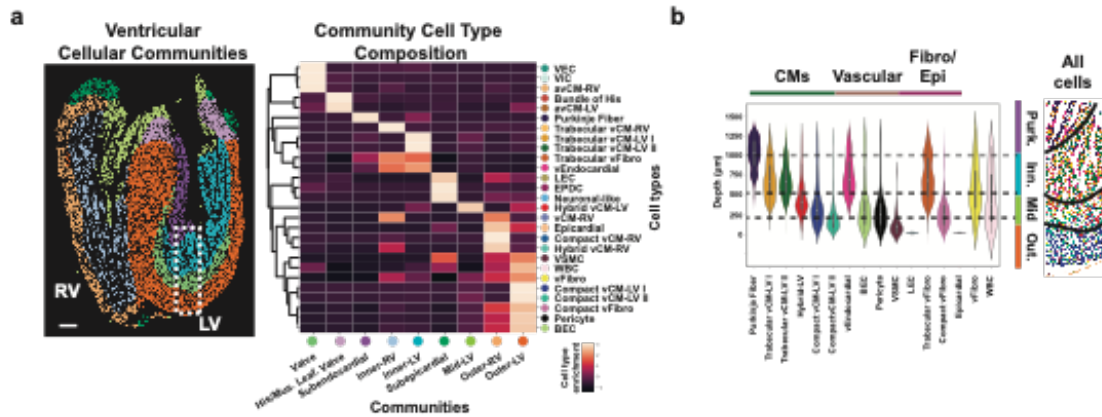 a
Ventricular
Cellular Communities
RV
LV
Community Cell Type
Composition
VEC
VIC
avCM-RV
Bundle of His
avCM-LV
Purkinje Fiber
Trabecular vCM-RV
Trabecular vCM-LV I
Trabecular vCM-LV II
Trabecular vFibro
vEndocardial
LEC
EPDC
Neuronal-like
Hybrid vCM-LV
vCM-RV
Epicardial
Compact vCM-RV
Hybrid vCM-RV
VSMC
WBC
vFibro
Compact vCM-LV I
Compact vCM-LV II
Compact vFibro
Pericyte
BEC
Cell types
Valve
His/Mus. Leaf. Valve
Subendocardial
Inner-RV
Inner-LV
Subepicardial
Mid-LV
Outer-RV
Outer-LV
Communities
Cell type
enrichment
b
CMs
Vascular
Fibro/
Epi
All
cells
Depth (μm)
1500
1000
500
200
0
Purkinje Fiber
Trabecular vCM-LV I
Trabecular vCM-LV II
Hybrid-LV
Compact vCM-LV I
CompactvCM-LV II
vEndocardial
BEC
Pericyte
VSMC
LEC
Trabecular vFibro
Compact vFibro
Epicardial
vFibro
WBC
Purk.
Inn.
Mid
Out.